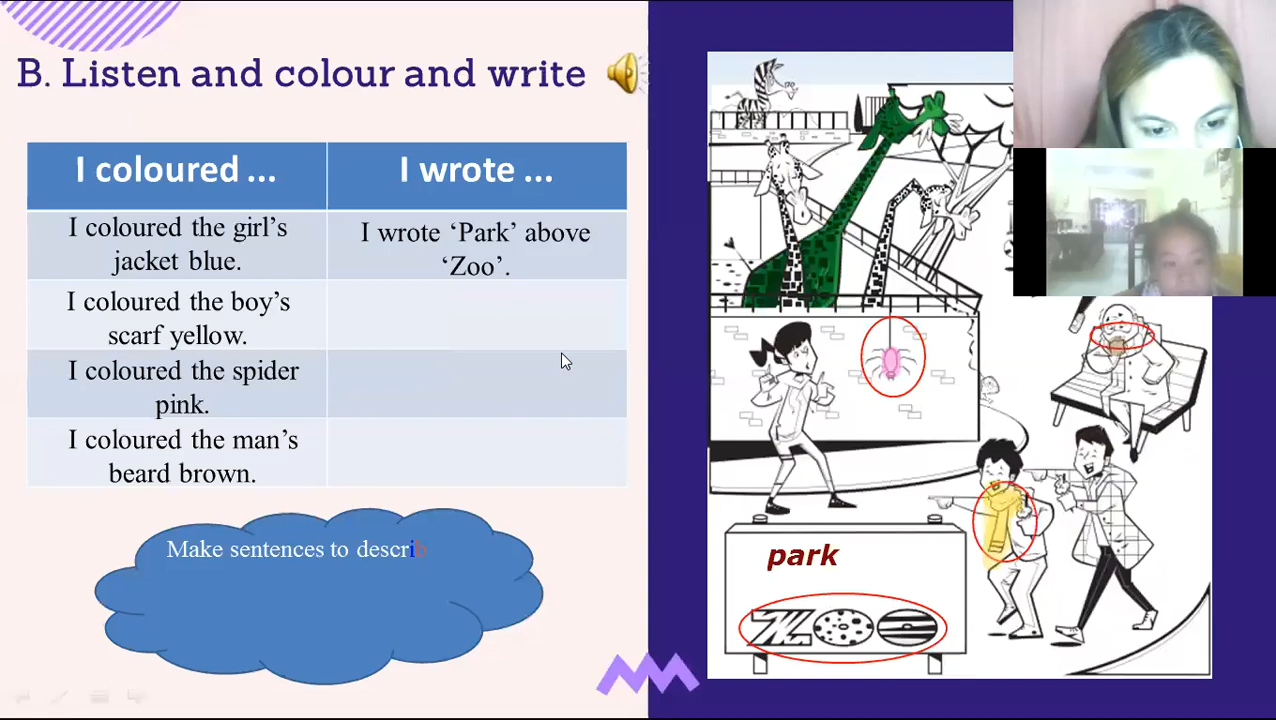 B. Listen and colour and write
I coloured ...
I wrote ...
I coloured the girl’s
jacket blue.
I wrote ‘Park’ above
‘Zoo’.
I coloured the boy’s
scarf yellow.
I coloured the spider
pink.
I coloured the man’s
beard brown.
Make sentences to describ
park
ZOO